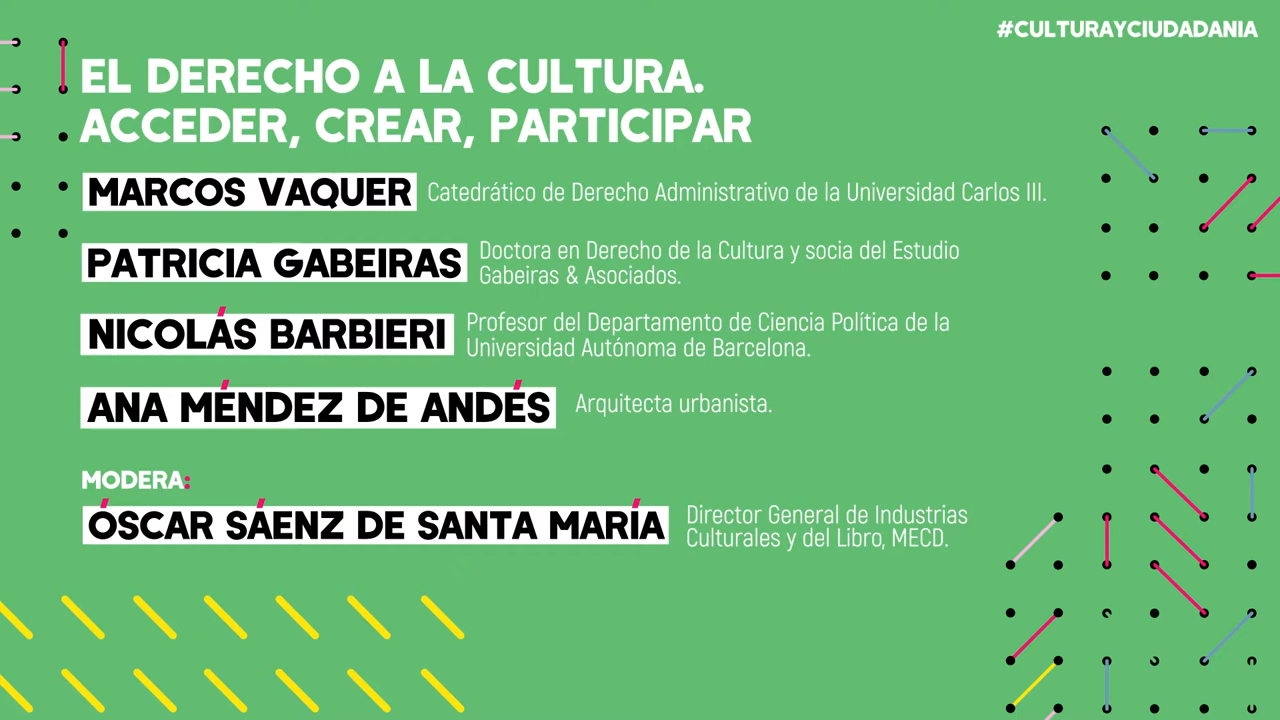 #CULTURAYCIUDADANIA
EL DERECHO A LA CULTURA.
ACCEDER, CREAR, PARTICIPAR
MARCOS VAQUER Catedrático de Derecho Administrativo de la Universidad Carlos III.
PATRICIA GABEIRAS Doctora en Derecho de la Cultura y socia del Estudio
Gabeiras & Asociados.
NICOLÁS BARBIERI Profesor del Departamento de Ciencia Política de la
Universidad Autónoma de Barcelona.
ANA MÉNDEZ DE ANDÉS Arquitecta urbanista.
MODERA:
ÓSCAR SÁENZ DE SANTA MARÍA Director General de Industrias
Culturales y del Libro, MECD.